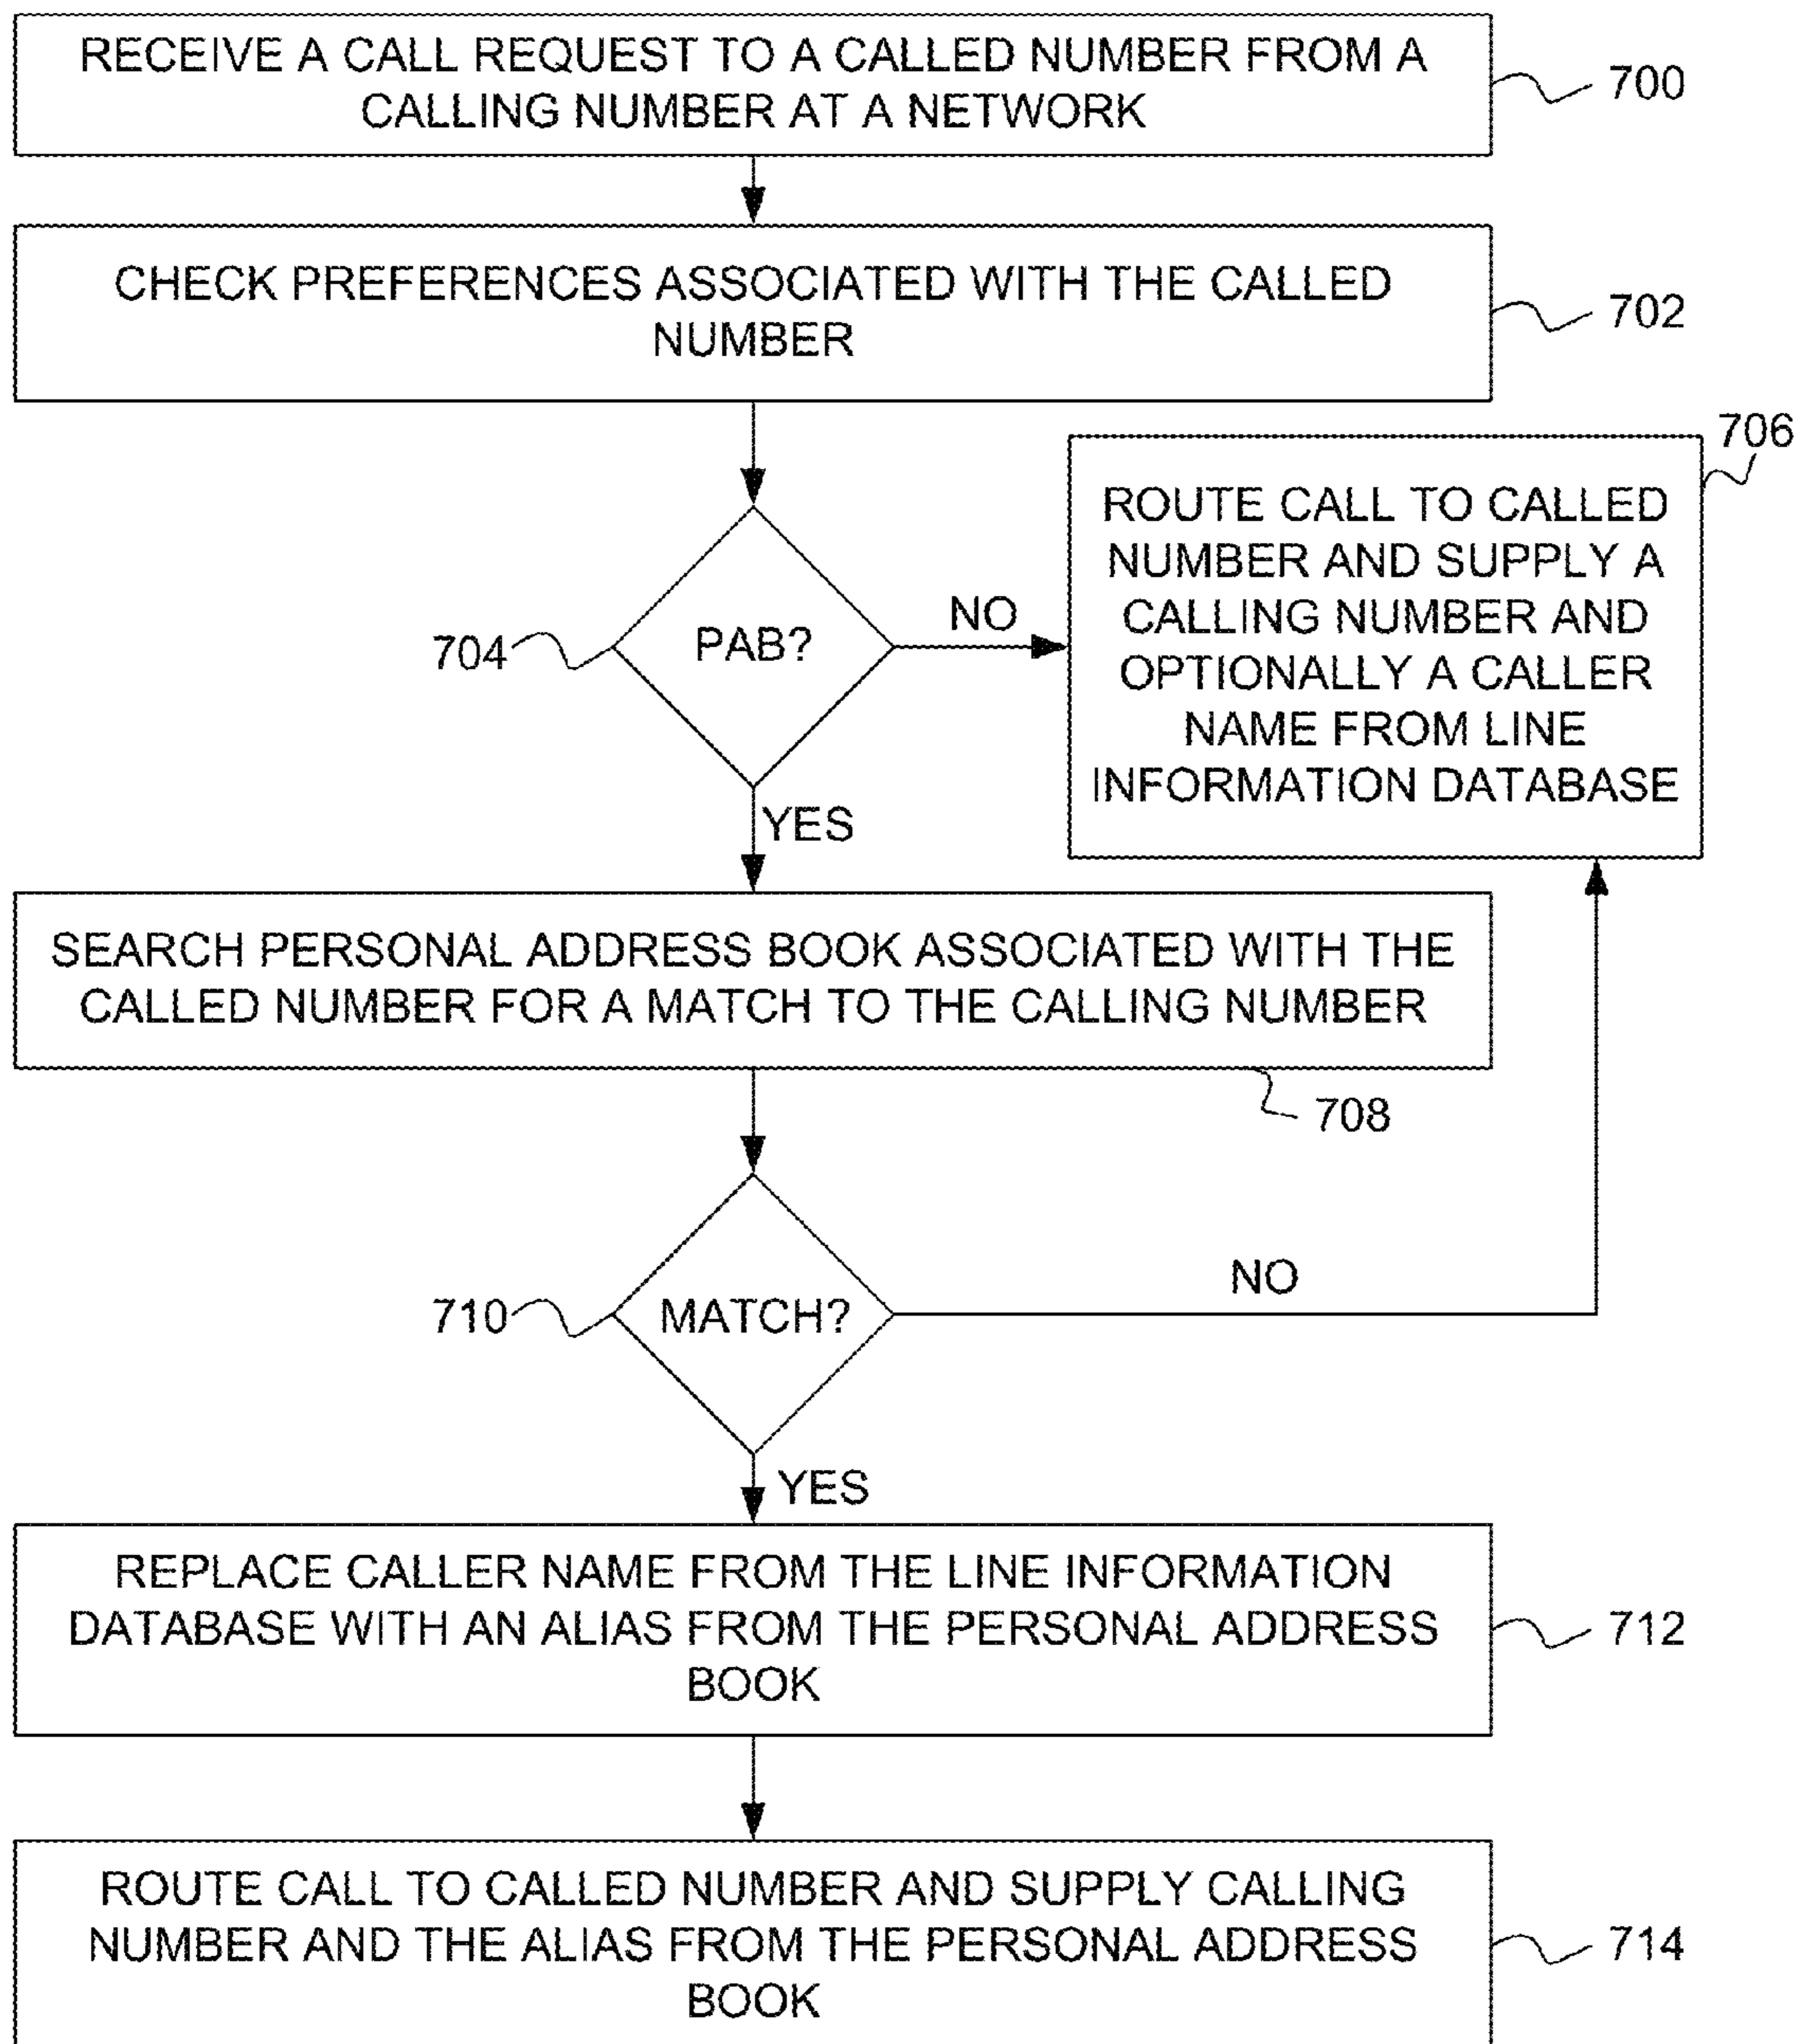 RECEIVE A CALL REQUEST TO A CALLED NUMBER FROM A
CALLING NUMBER AT A NETWORK
700
CHECK PREFERENCES ASSOCIATED WITH THE CALLED
NUMBER
702
706
ROUTE CALL TO CALLED
NUMBER AND SUPPLY A
CALLING NUMBER AND
OPTIONALLY A CALLER
NAME FROM LINE
INFORMATION DATABASE
704
PAB?
NO
YES
SEARCH PERSONAL ADDRESS BOOK ASSOCIATED WITH THE
CALLED NUMBER FOR A MATCH TO THE CALLING NUMBER
708
710
MATCH?
NO
YES
REPLACE CALLER NAME FROM THE LINE INFORMATION
DATABASE WITH AN ALIAS FROM THE PERSONAL ADDRESS
BOOK
712
ROUTE CALL TO CALLED NUMBER AND SUPPLY CALLING
NUMBER AND THE ALIAS FROM THE PERSONAL ADDRESS
BOOK
714